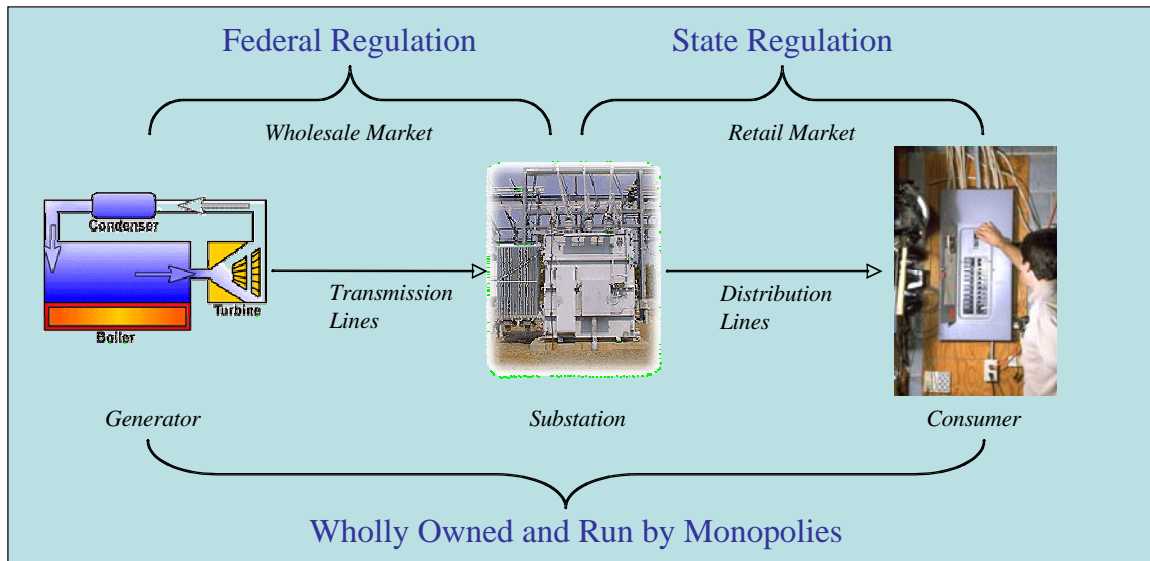 Federal Regulation
State Regulation
Wholesale Market
Retail Market
Condenser
Turbine
Boiler
Transmission
Lines
Distribution
Lines
Generator
Substation
Consumer
Wholly Owned and Run by Monopolies